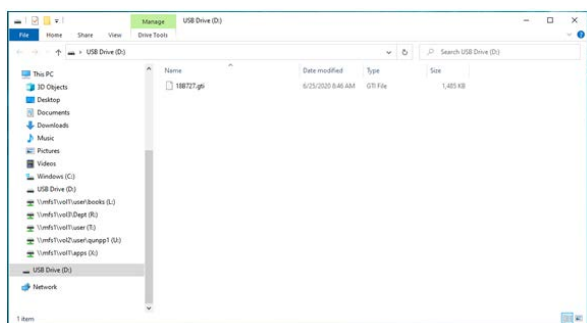 Manage
USB Drive (D:)
File
Home
Share
View
Drive Tools
USB Drive (D:)
Search USB Drive (D:)
This PC
3D Objects
Desktop
Documents
Downloads
Music
Pictures
Videos
Windows (C:)
USB Drive (D:)
\\mfs1\vol1\user\books (L:)
\\mfs1\vol3\Dept (R:)
\\mfs1\vol1\user (T:)
\\mfs1\vol2\user\qunpp1 (U:)
\\mfs1\vol1\apps (X:)
USB Drive (D:)
Network
Name
Date modified
Type
Size
18B727.gti
6/25/2020 8:46 AM
GTI File
1,485 KB
1 item